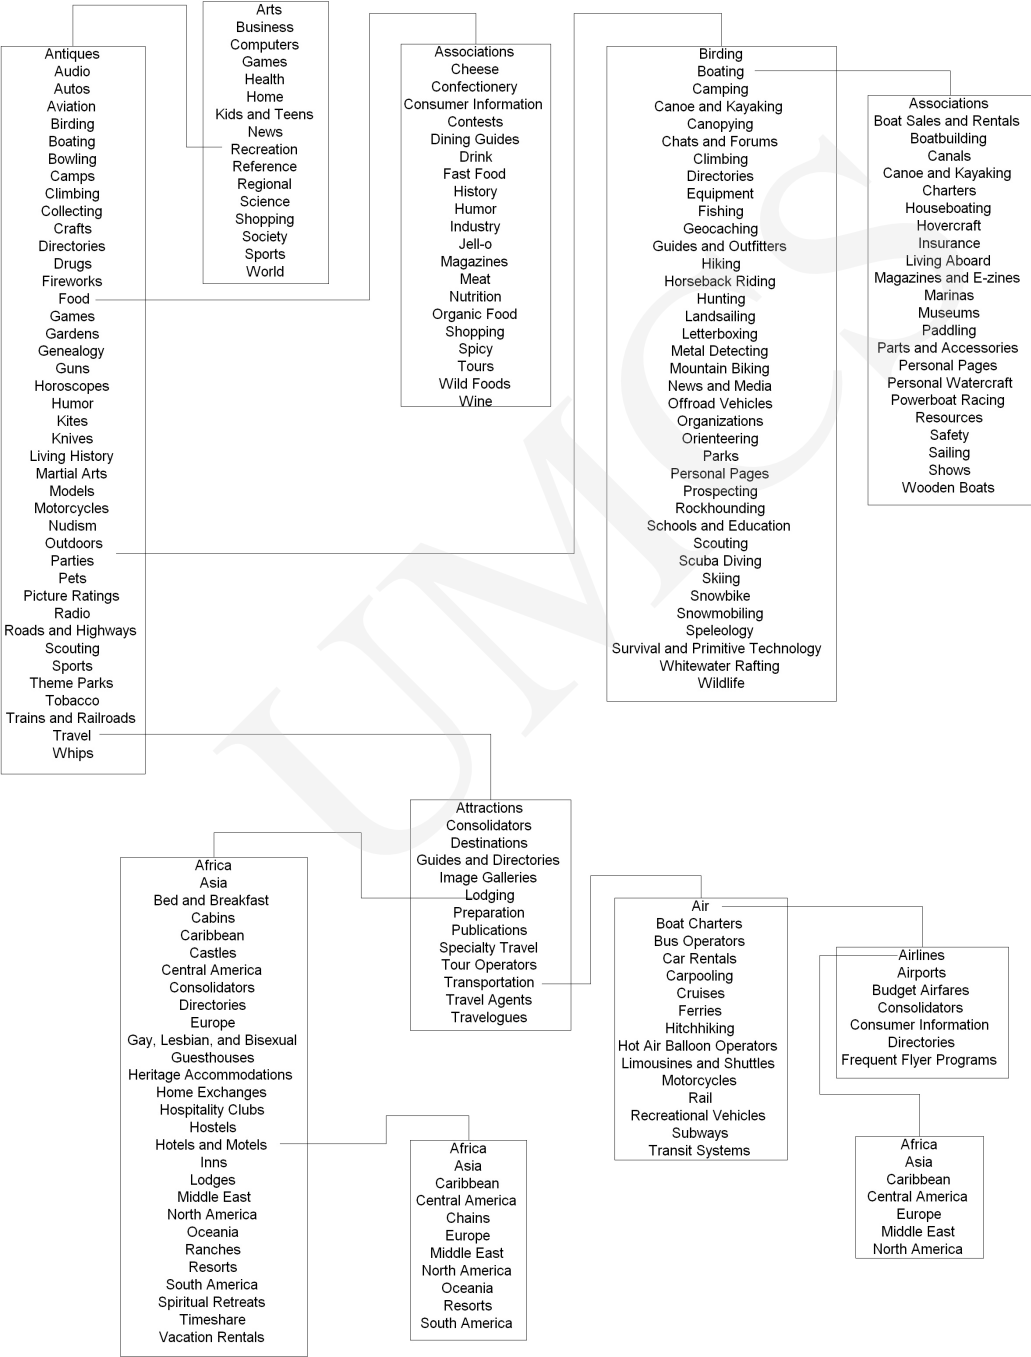 Antiques
Audio
Autos
Aviation
Birding
Boating
Bowling
Camps
Climbing
Collecting
Crafts
Directories
Drugs
Fireworks
Food
Games
Gardens
Genealogy
Guns
Horoscopes
Humor
Kites
Knives
Living History
Martial Arts
Models
Motorcycles
Nudism
Outdoors
Parties
Pets
Picture Ratings
Radio
Roads and Highways
Scouting
Sports
Theme Parks
Tobacco
Trains and Railroads
Travel
Whips
Arts
Business
Computers
Games
Health
Home
Kids and Teens
News
Recreation
Reference
Regional
Science
Shopping
Society
Sports
World
Associations
Cheese
Confectionery
Consumer Information
Contests
Dining Guides
Drink
Fast Food
History
Humor
Industry
Jell-o
Magazines
Meat
Nutrition
Organic Food
Shopping
Spicy
Tours
Wild Foods
Wine
Birding
Boating
Camping
Canoe and Kayaking
Canopying
Chats and Forums
Climbing
Directories
Equipment
Fishing
Geocaching
Guides and Outfitters
Hiking
Horseback Riding
Hunting
Landsailing
Letterboxing
Metal Detecting
Mountain Biking
News and Media
Offroad Vehicles
Organizations
Orienteering
Parks
Personal Pages
Prospecting
Rockhounding
Schools and Education
Scouting
Scuba Diving
Skiing
Snowbike
Snowmobiling
Speleology
Survival and Primitive Technology
Whitewater Rafting
Wildlife
Associations
Boat Sales and Rentals
Boatbuilding
Canals
Canoe and Kayaking
Charters
Houseboating
Hovercraft
Insurance
Living Aboard
Magazines and E-zines
Marinas
Museums
Paddling
Parts and Accessories
Personal Pages
Personal Watercraft
Powerboat Racing
Resources
Safety
Sailing
Shows
Wooden Boats
UMCS
Attractions
Consolidators
Destinations
Guides and Directories
Image Galleries
Lodging
Preparation
Publications
Specialty Travel
Tour Operators
Transportation
Travel Agents
Travelogues
Africa
Asia
Bed and Breakfast
Cabins
Caribbean
Castles
Central America
Consolidators
Directories
Europe
Gay, Lesbian, and Bisexual
Guesthouses
Heritage Accommodations
Home Exchanges
Hospitality Clubs
Hostels
Hotels and Motels
Inns
Lodges
Middle East
North America
Oceania
Ranches
Resorts
South America
Spiritual Retreats
Timeshare
Vacation Rentals
Africa
Asia
Caribbean
Central America
Chains
Europe
Middle East
North America
Oceania
Resorts
South America
Air
Boat Charters
Bus Operators
Car Rentals
Carpooling
Cruises
Ferries
Hitchhiking
Hot Air Balloon Operators
Limousines and Shuttles
Motorcycles
Rail
Recreational Vehicles
Subways
Transit Systems
Airlines
Airports
Budget Airfares
Consolidators
Consumer Information
Directories
Frequent Flyer Programs
Africa
Asia
Caribbean
Central America
Europe
Middle East
North America